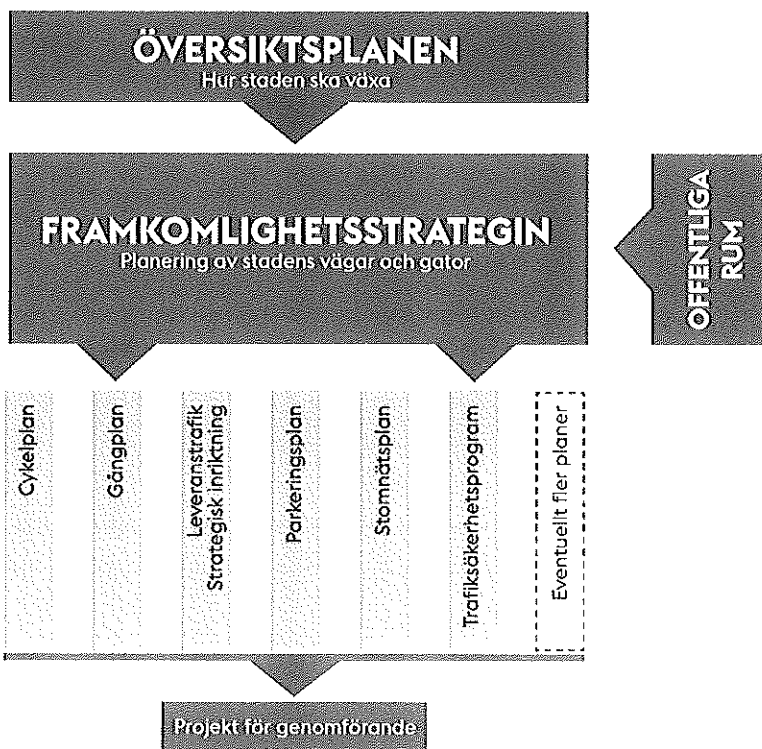 ÖVERSIKTSPLANEN
Hur staden ska växa
FRAMKOMLIGHETSSTRATEGIN
Planering av stadens vägar och gator
OFFENTLIGA
RUM
Cykelplan
Gångplan
Leveranstrafik
Strategisk inriktning
Parkeringsplan
Stomnätsplan
Trafiksäkerhetsprogram
Eventuellt fler planer
Projekt för genomförande